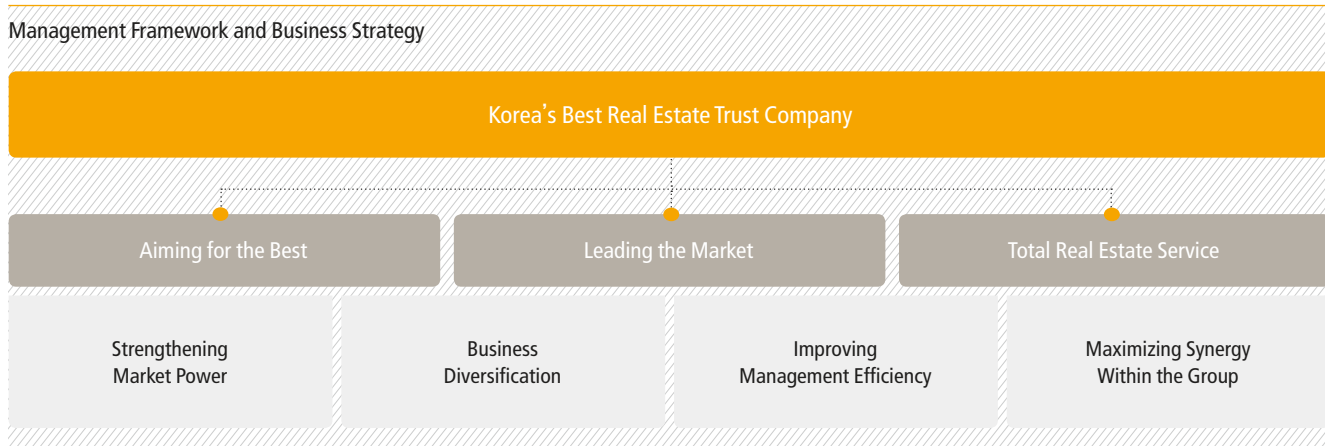 Management Framework and Business Strategy
Korea's Best Real Estate Trust Company
Aiming for the Best
Leading the Market
Total Real Estate Service
Strengthening
Market Power
Business
Diversification
Improving
Management Efficiency
Maximizing Synergy
Within the Group